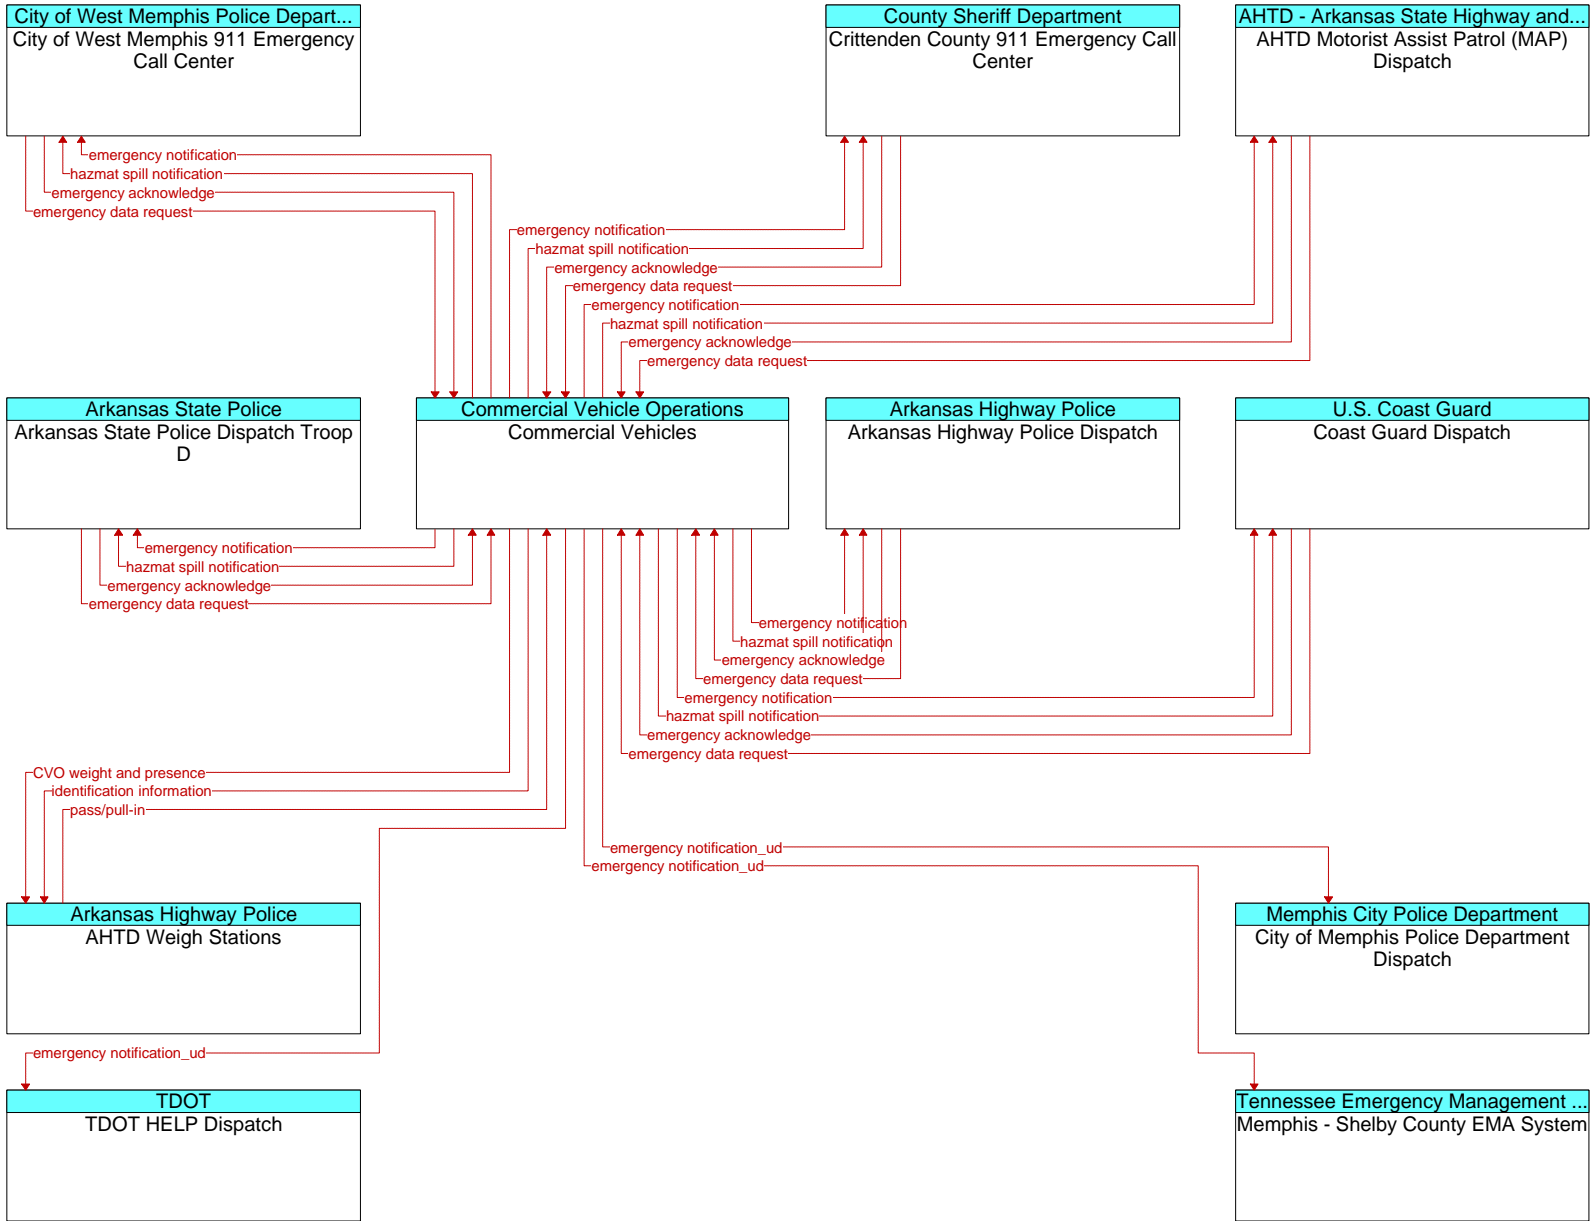 City of West Memphis Police Depart...
City of West Memphis 911 Emergency
Call Center
County Sheriff Department
Crittenden County 911 Emergency Call
Center
AHTD - Arkansas State Highway and...
AHTD Motorist Assist Patrol (MAP)
Dispatch
emergency notification
hazmat spill notification
emergency acknowledge
emergency data request
emergency notification
hazmat spill notification
emergency acknowledge
emergency data request
emergency notification
hazmat spill notification
emergency acknowledge
emergency data request
Arkansas State Police
Arkansas State Police Dispatch Troop
D
Commercial Vehicle Operations
Commercial Vehicles
Arkansas Highway Police
Arkansas Highway Police Dispatch
U.S. Coast Guard
Coast Guard Dispatch
emergency notification
hazmat spill notification
emergency acknowledge
emergency data request
emergency notification
hazmat spill notification
emergency acknowledge
emergency data request
emergency notification
hazmat spill notification
emergency acknowledge
emergency data request
CVO weight and presence
identification information
pass/pull-in
emergency notification_ud
emergency notification_ud
Arkansas Highway Police
AHTD Weigh Stations
Memphis City Police Department
City of Memphis Police Department
Dispatch
emergency notification_ud
TDOT
TDOT HELP Dispatch
Tennessee Emergency Management ...
Memphis - Shelby County EMA System